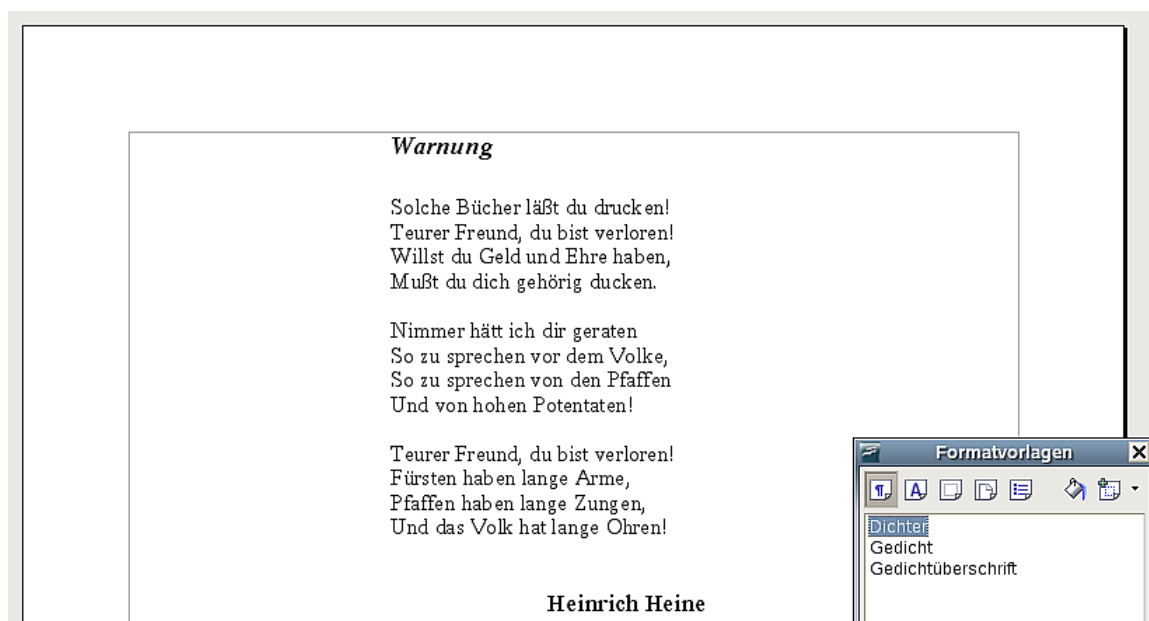 Warnung
Solche Bücher läßt du drucken!
Teurer Freund, du bist verloren!
Willst du Geld und Ehre haben,
Mußt du dich gehörig ducken.
Nimmer hätt ich dir geraten
So zu sprechen vor dem Volke,
So zu sprechen von den Pfaffen
Und von hohen Potentaten!
Teurer Freund, du bist verloren!
Fürsten haben lange Arme,
Pfaffen haben lange Zungen,
Und das Volk hat lange Ohren!
Heinrich Heine
Formatvorlagen
Dichter
Gedicht
Gedichtüberschrift